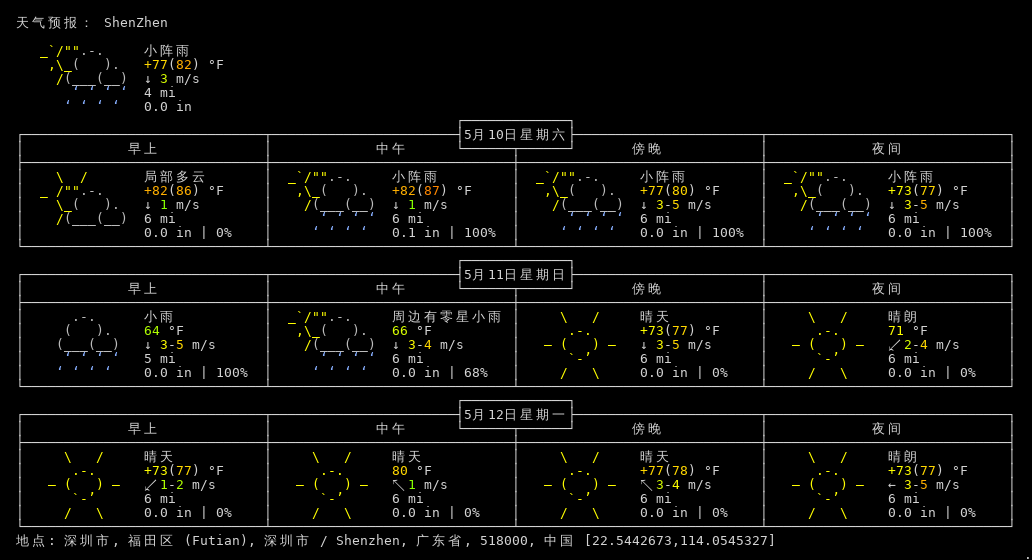 天气预报： ShenZhen
小阵雨
+77(82) °F
↓ 3 m/s
4 mi
0.0 in
5月10日星期六
早上 中午 傍晚 夜间
局部多云 小阵雨 小阵雨 小阵雨
+82(86) °F +82(87) °F +77(80) °F +73(77) °F
↓ 1 m/s ↓ 1 m/s ↓ 3-5 m/s ↓ 3-5 m/s
6 mi 6 mi 6 mi 6 mi
0.0 in | 0% 0.1 in | 100% 0.0 in | 100% 0.0 in | 100%
5月11日星期日
早上 中午 傍晚 夜间
小雨 周边有零星小雨 晴天 晴朗
64 °F 66 °F +73(77) °F 71 °F
↓ 3-5 m/s ↓ 3-4 m/s ↓ 3-5 m/s ↙ 2-4 m/s
5 mi 6 mi 6 mi 6 mi
0.0 in | 100% 0.0 in | 68% 0.0 in | 0% 0.0 in | 0%
5月12日星期一
早上 中午 傍晚 夜间
晴天 晴天 晴天 晴朗
+73(77) °F 80 °F +77(78) °F +73(77) °F
↙ 1-2 m/s ↖ 1 m/s ↖ 3-4 m/s ← 3-5 m/s
6 mi 6 mi 6 mi 6 mi
0.0 in | 0% 0.0 in | 0% 0.0 in | 0% 0.0 in | 0%
地点: 深圳市, 福田区 (Futian), 深圳市 / Shenzhen, 广东省, 518000, 中国 [22.5442673,114.0545327]